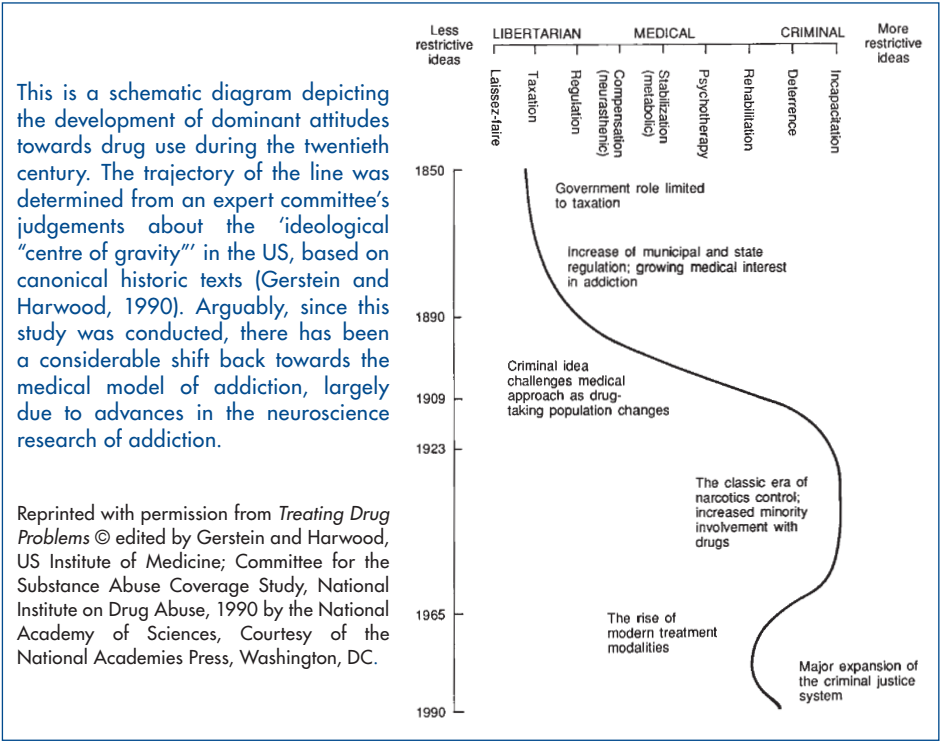 This is a schematic diagram depicting
the development of dominant attitudes
towards drug use during the twentieth
century. The trajectory of the line was
determined from an expert committee’s
judgements about the ‘ideological
“centre of gravity”’ in the US, based on
canonical historic texts (Gerstein and
Harwood, 1990). Arguably, since this
study was conducted, there has been
a considerable shift back towards the
medical model of addiction, largely
due to advances in the neuroscience
research of addiction.
Reprinted with permission from Treating Drug
Problems © edited by Gerstein and Harwood,
US Institute of Medicine; Committee for the
Substance Abuse Coverage Study, National
Institute on Drug Abuse, 1990 by the National
Academy of Sciences, Courtesy of the
National Academies Press, Washington, DC.
Less
restrictive
ideas
LIBERTARIAN
MEDICAL
CRIMINAL
More
restrictive
ideas
Laissez-faire
Taxation
Regulation
Compensation
(neurasthenic)
Stabilization
(metabolic)
Psychotherapy
Rehabilitation
Deterrence
Incapacitation
1850
Government role limited
to taxation
Increase of municipal and state
regulation; growing medical interest
in addiction
1890
Criminal idea
challenges medical
approach as drug-
taking population changes
1909
1923
The classic era of
narcotics control;
increased minority
involvement with
drugs
1965
The rise of
modern treatment
modalities
Major expansion of
the criminal justice
system
1990